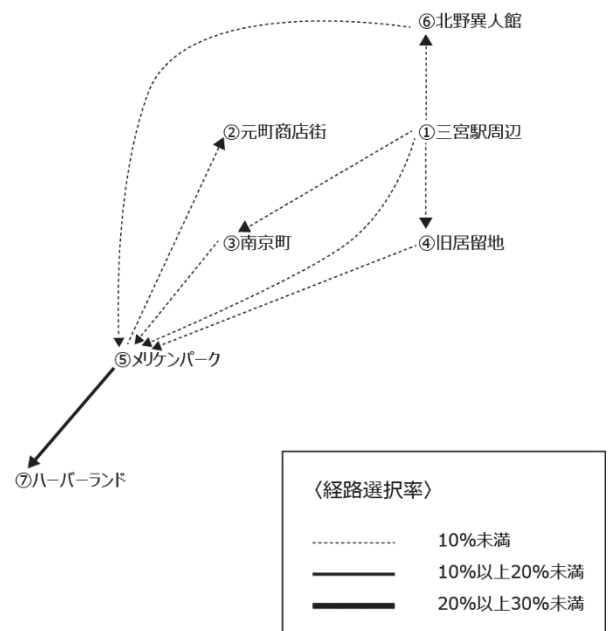 ⑥北野異人館
②元町商店街
①三宮駅周辺
③南京町
④旧居留地
⑤メリケンパーク
⑦ハーバーランド
〈経路選択率〉
10%未満
10%以上20%未満
20%以上30%未満